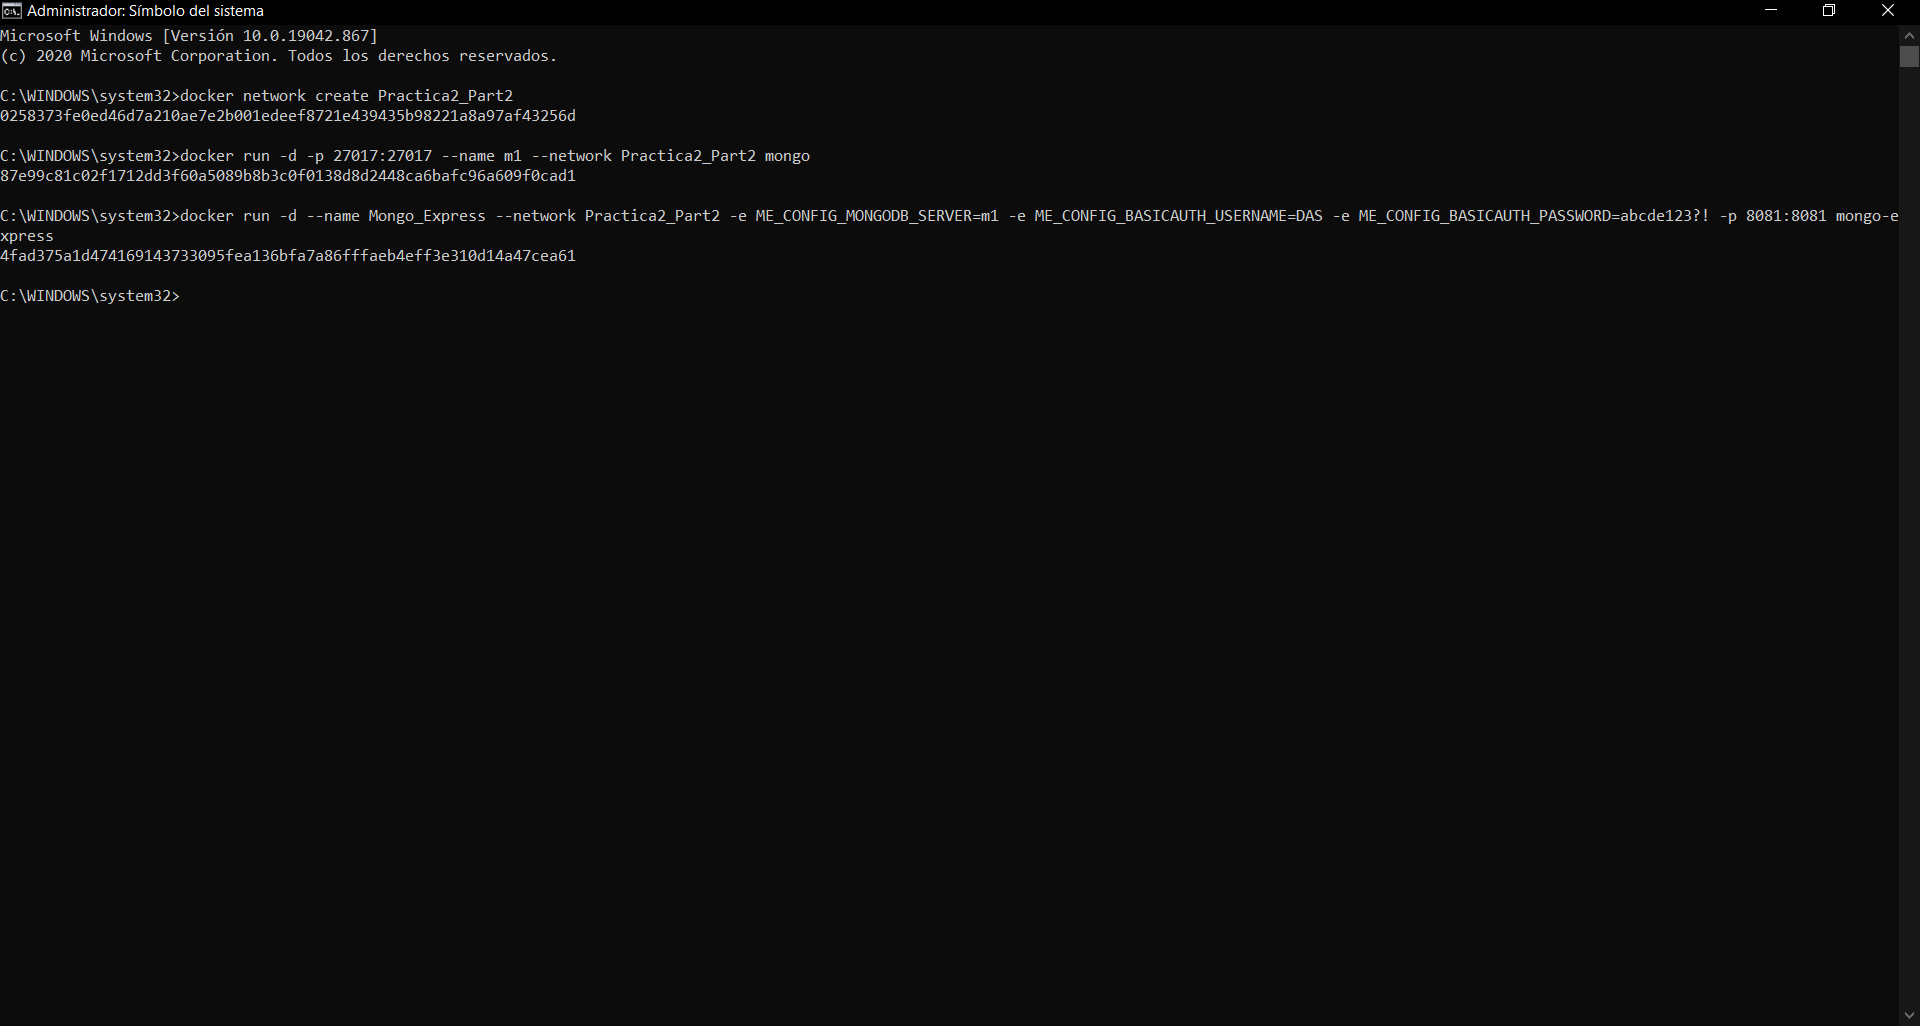 Administrador: Símbolo del sistema
Microsoft Windows [Versión 10.0.19042.867]
(c) 2020 Microsoft Corporation. Todos los derechos reservados.
C:\WINDOWS\system32>docker network create Practica2_Part2
0258373fe0ed46d7a210ae7e2b001edeef8721e439435b98221a8a97af43256d
C:\WINDOWS\system32>docker run -d -p 27017:27017 --name m1 --network Practica2_Part2 mongo
87e99c81c02f1712dd3f60a5089b8b3c0f0138d8d2448ca6bafc96a609f0cad1
C:\WINDOWS\system32>docker run -d --name Mongo_Express --network Practica2_Part2 -e ME_CONFIG_MONGODB_SERVER=m1 -e ME_CONFIG_BASICAUTH_USERNAME=DAS -e ME_CONFIG_BASICAUTH_PASSWORD=abcde123?! -p 8081:8081 mongo-e
xpress
4fad375a1d474169143733095fea136bfa7a86fffaeb4eff3e310d14a47cea61
C:\WINDOWS\system32>